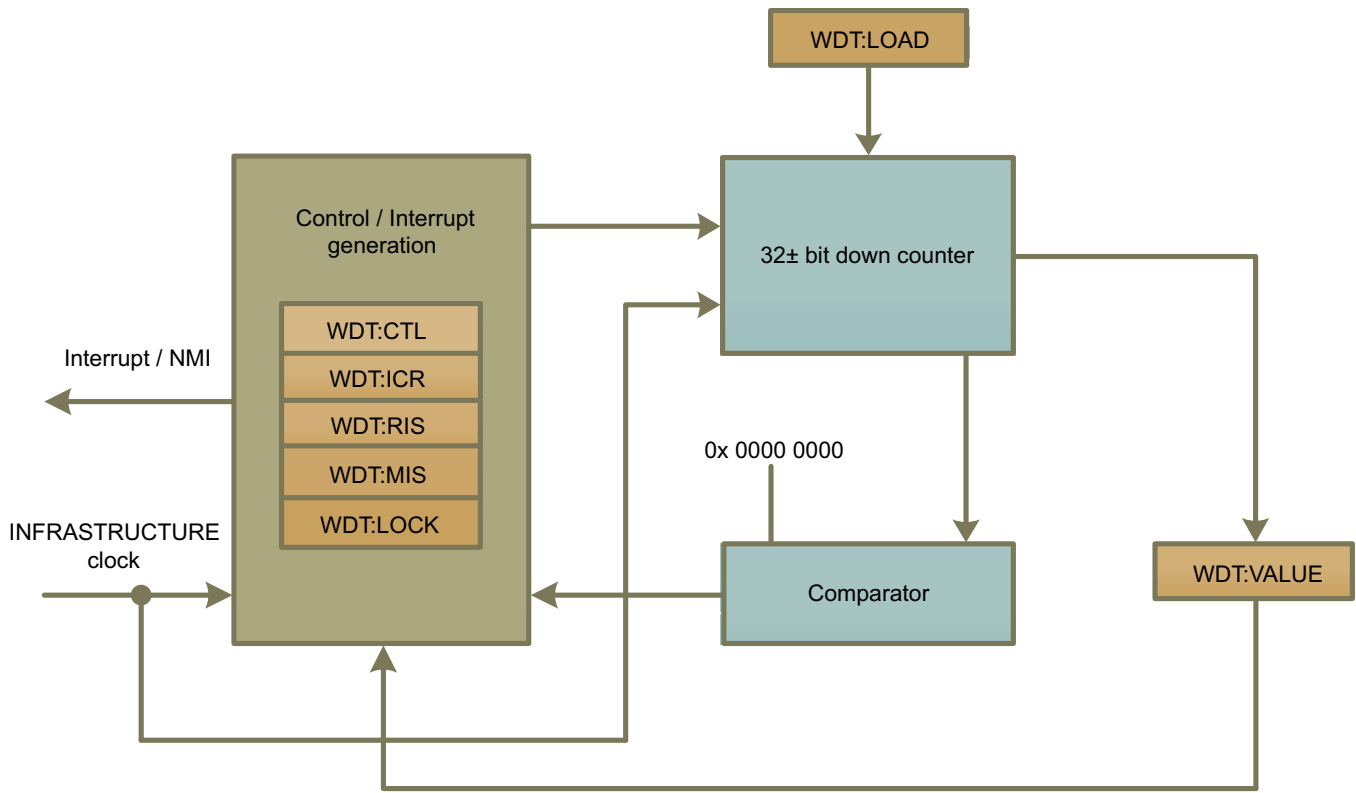 WDT:LOAD
Control / Interrupt
generation
32± bit down counter
WDT:CTL
WDT:ICR
WDT:RIS
WDT:MIS
WDT:LOCK
Interrupt / NMI
0x 0000 0000
INFRASTRUCTURE
clock
Comparator
WDT:VALUE